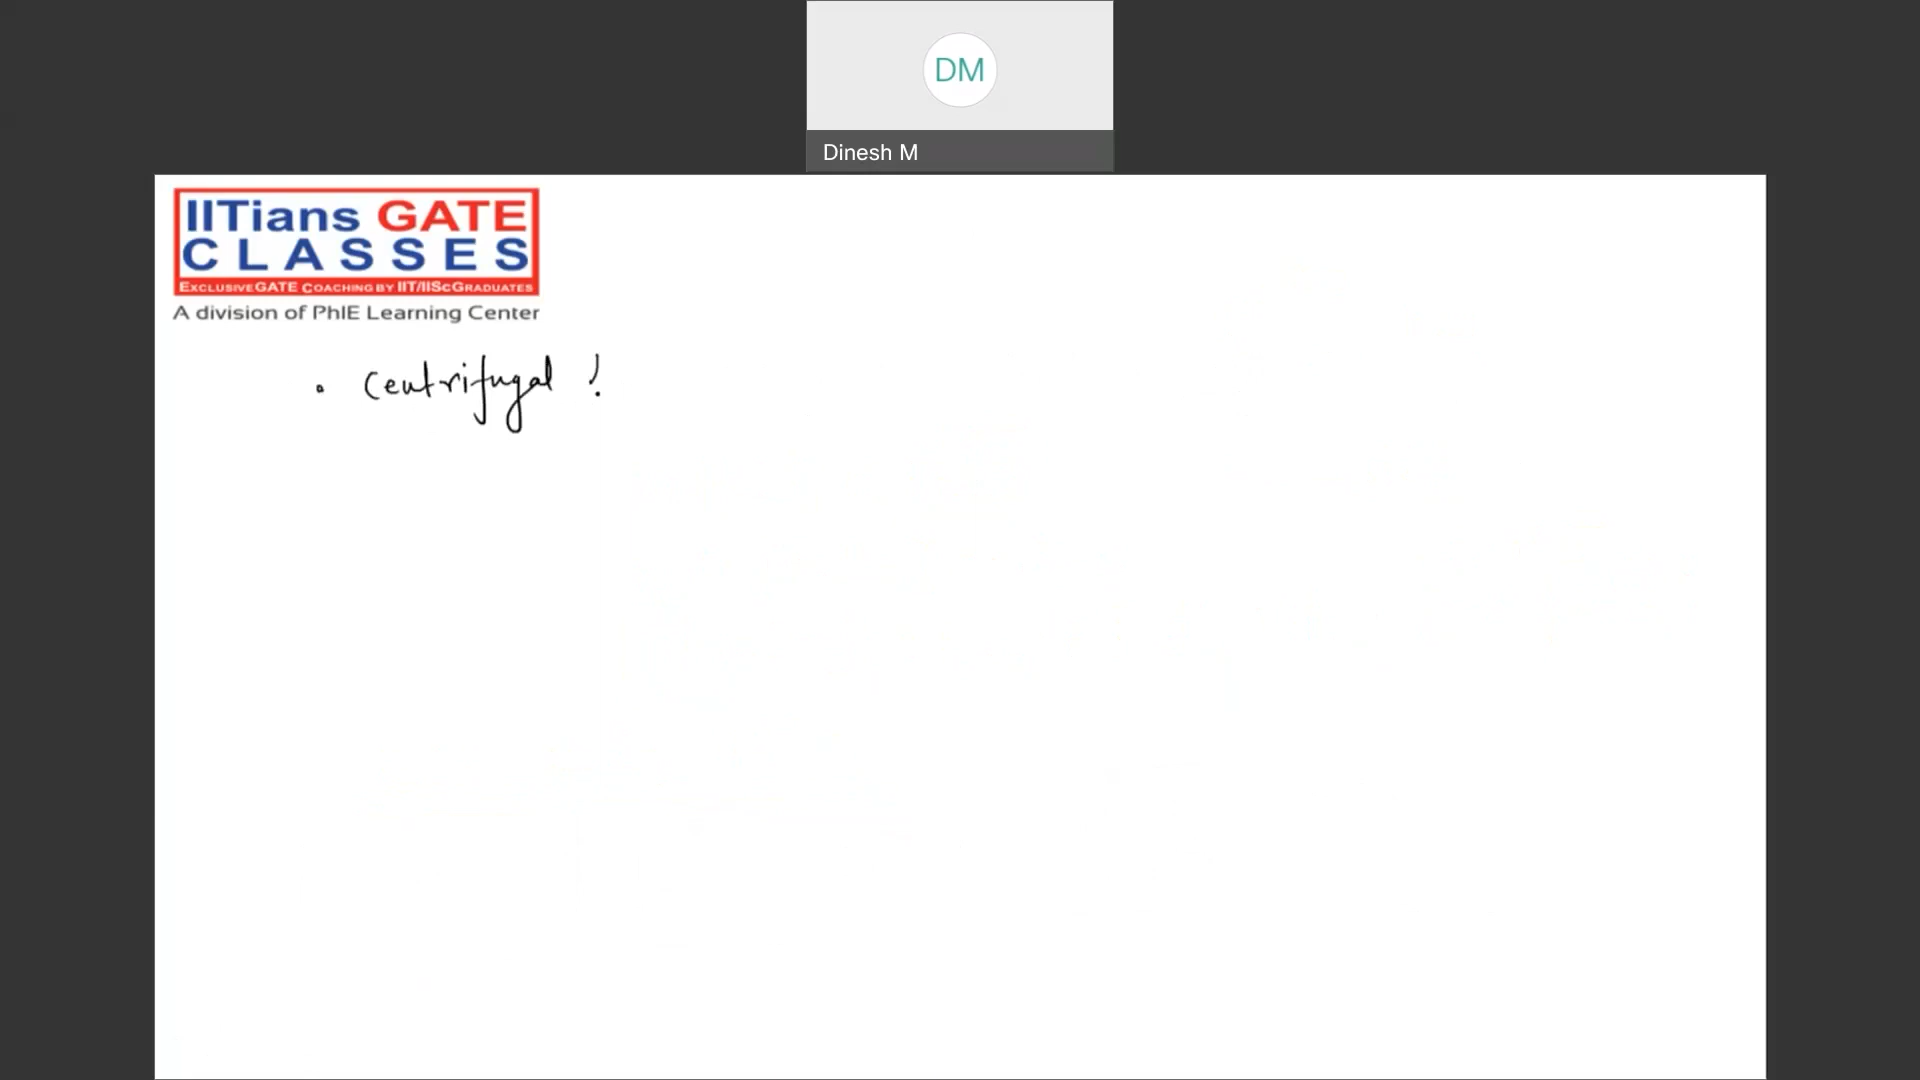 DM
Dinesh M
IITians GATE
CLASSES
EXCLUSIVE GATE COACHING BY IIT/IISc GRADUATES
A division of PhIE Learning Center
• Centrifugal !